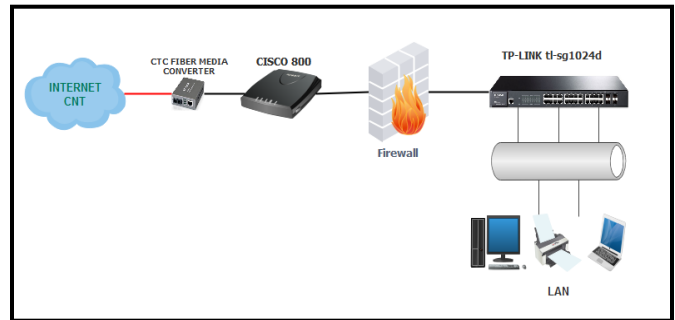 INTERNET
CNT
CTC FIBER MEDIA
CONVERTER
CISCO 800
Firewall
TP-LINK tl-sg1024d
LAN